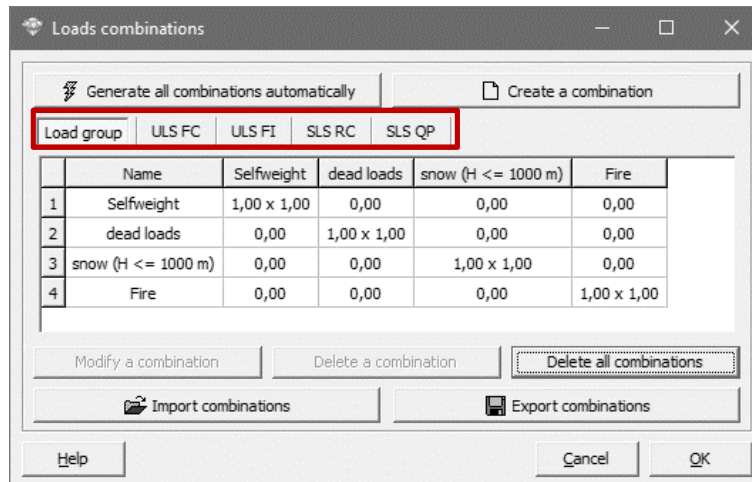 Loads combinations
Generate all combinations automatically Create a combination
Load group ULS FC ULS FI SLS RC SLS QP
Name Selfweight dead loads snow (H <= 1000 m) Fire
1 Selfweight 1,00 x 1,00 0,00 0,00 0,00
2 dead loads 0,00 1,00 x 1,00 0,00 0,00
3 snow (H <= 1000 m) 0,00 0,00 1,00 x 1,00 0,00
4 Fire 0,00 0,00 0,00 1,00 x 1,00
Modify a combination Delete a combination Delete all combinations
Import combinations Export combinations
Help Cancel OK